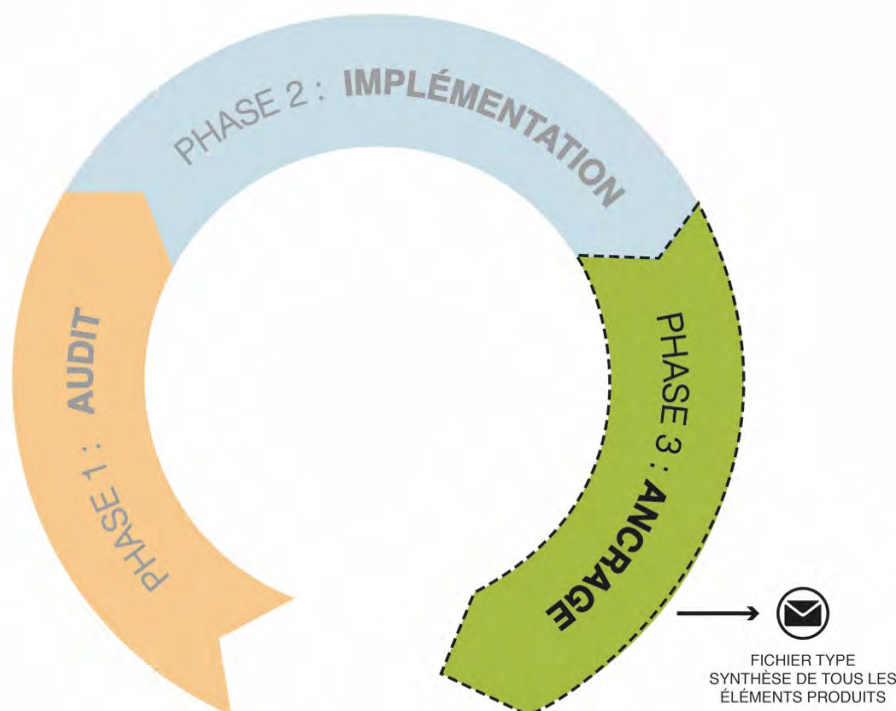 PHASE 1 : AUDIT
PHASE 2 : IMPLÉMENTATION
PHASE 3 : ANCRAGE
FICHIER TYPE
SYNTHÈSE DE TOUS LES
ÉLÉMENTS PRODUITS